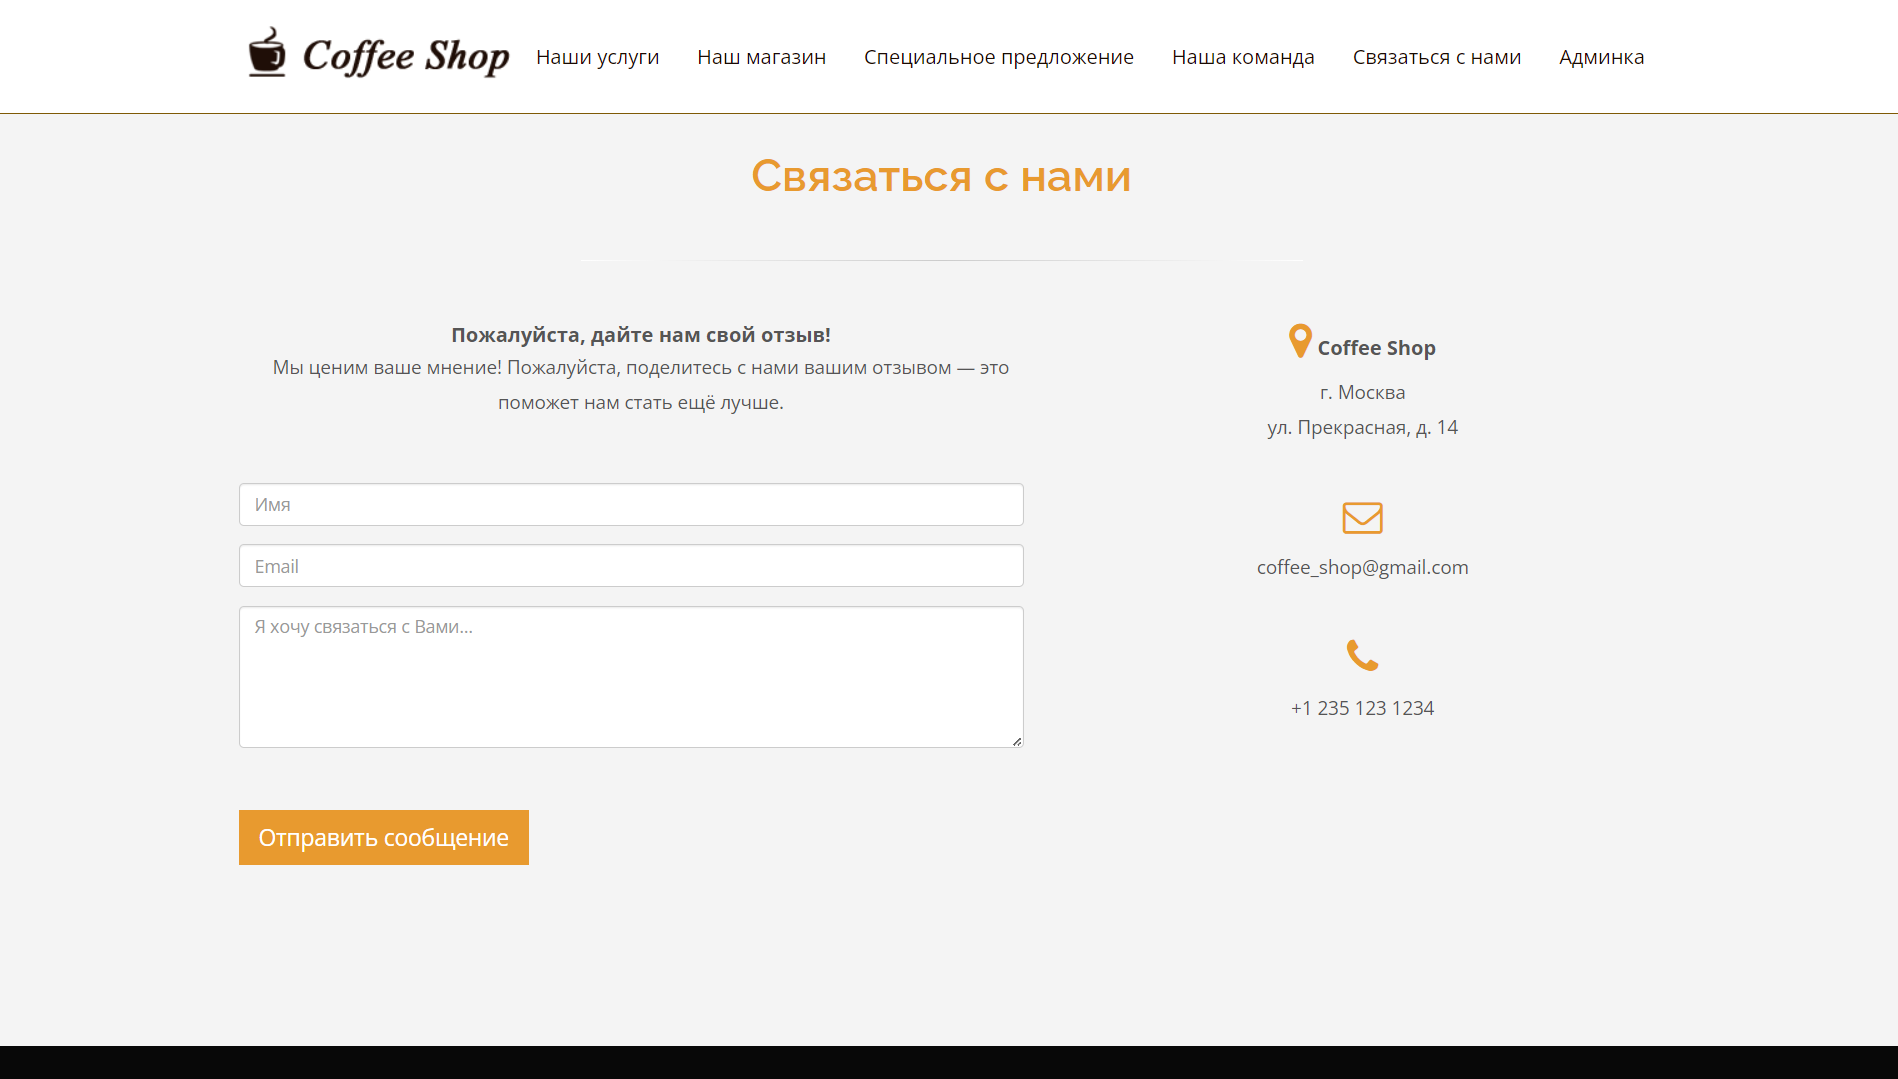 Coffee Shop
Наши услуги
Наш магазин
Специальное предложение
Наша команда
Связаться с нами
Админка
Связаться с нами
Пожалуйста, дайте нам свой отзыв!
Мы ценим ваше мнение! Пожалуйста, поделитесь с нами вашим отзывом — это
поможет нам стать ещё лучше.
Имя
Email
Я хочу связаться с Вами...
Отправить сообщение
Coffee Shop
г. Москва
ул. Прекрасная, д. 14
coffee_shop@gmail.com
+1 235 123 1234